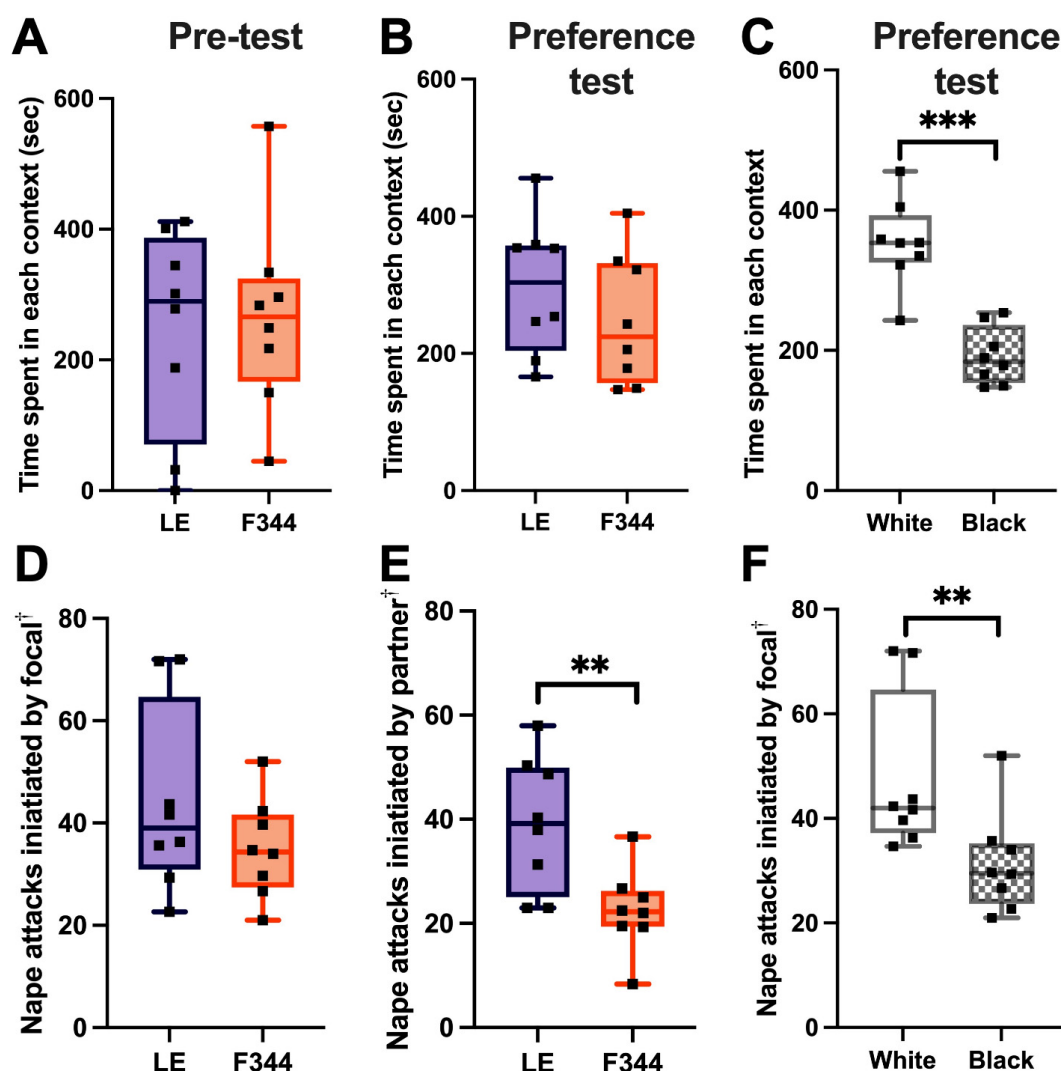 A
Pre-test
Time spent in each context (sec)
600
400
200
0
LE
F344
B
Preference
test
Time spent in each context (sec)
600
400
200
0
LE
F344
C
Preference
test
Time spent in each context
600
400
200
0
***
White
Black
D
Nape attacks iniatiated by focal†
80
60
40
20
0
LE
F344
E
Nape attacks iniatiated by partner†
80
60
40
20
0
**
LE
F344
F
Nape attacks iniatiated by focal†
80
60
40
20
0
**
White
Black